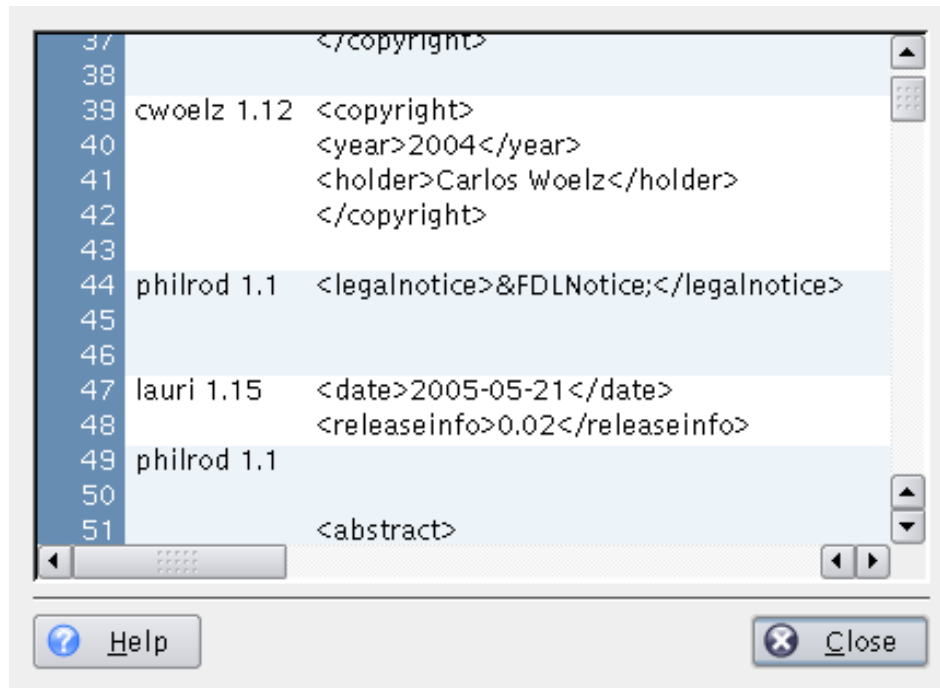 37 </copyright>
38
39 cwoelz 1.12 <copyright>
40 <year>2004</year>
41 <holder>Carlos Woelz</holder>
42 </copyright>
43
44 philrod 1.1 <legalnotice>&FDLNotice;</legalnotice>
45
46
47 lauri 1.15 <date>2005-05-21</date>
48 <releaseinfo>0.02</releaseinfo>
49 philrod 1.1
50
51 <abstract>
Help Close